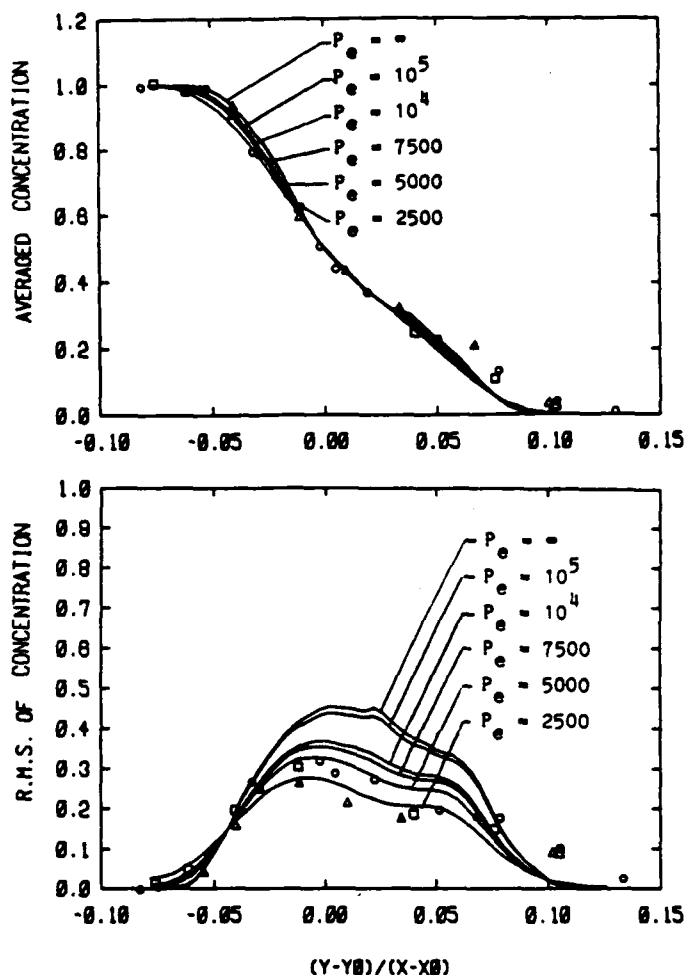 AVERAGED CONCENTRATION
1.2
1.0
0.8
0.6
0.4
0.2
0.0
Pe = ∞
Pe = 10^5
Pe = 10^4
Pe = 7500
Pe = 5000
Pe = 2500
-0.10 -0.05 0.00 0.05 0.10 0.15
R.M.S. OF CONCENTRATION
1.0
0.9
0.8
0.7
0.6
0.5
0.4
0.3
0.2
0.1
0.0
Pe = ∞
Pe = 10^5
Pe = 10^4
Pe = 7500
Pe = 5000
Pe = 2500
-0.10 -0.05 0.00 0.05 0.10 0.15
(Y-Y0)/(X-X0)